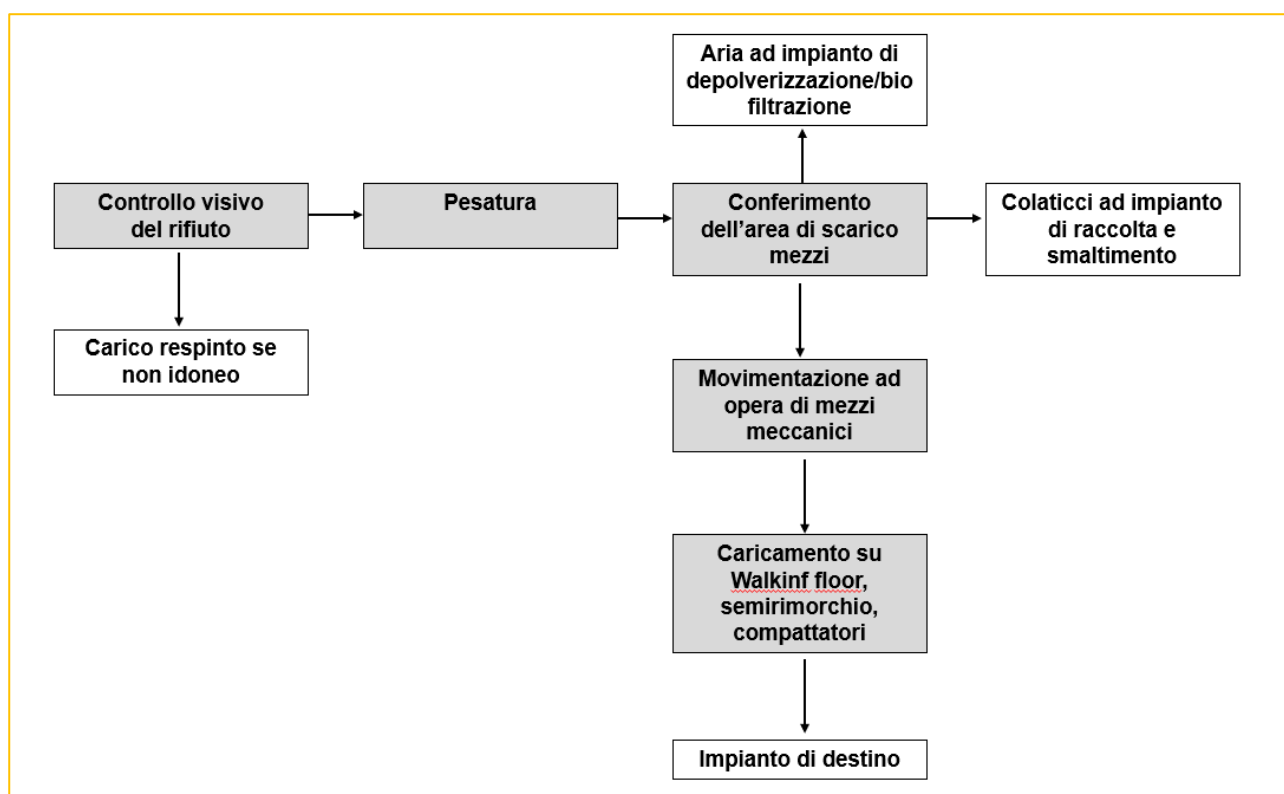 Aria ad impianto di
depolverizzazione/bio
filtrazione
Controllo visivo
del rifiuto
Pesatura
Conferimento
dell’area di scarico
mezzi
Colaticci ad impianto
di raccolta e
smaltimento
Carico respinto se
non idoneo
Movimentazione ad
opera di mezzi
meccanici
Caricamento su
Walkinf floor,
semirimorchio,
compattatori
Impianto di destino